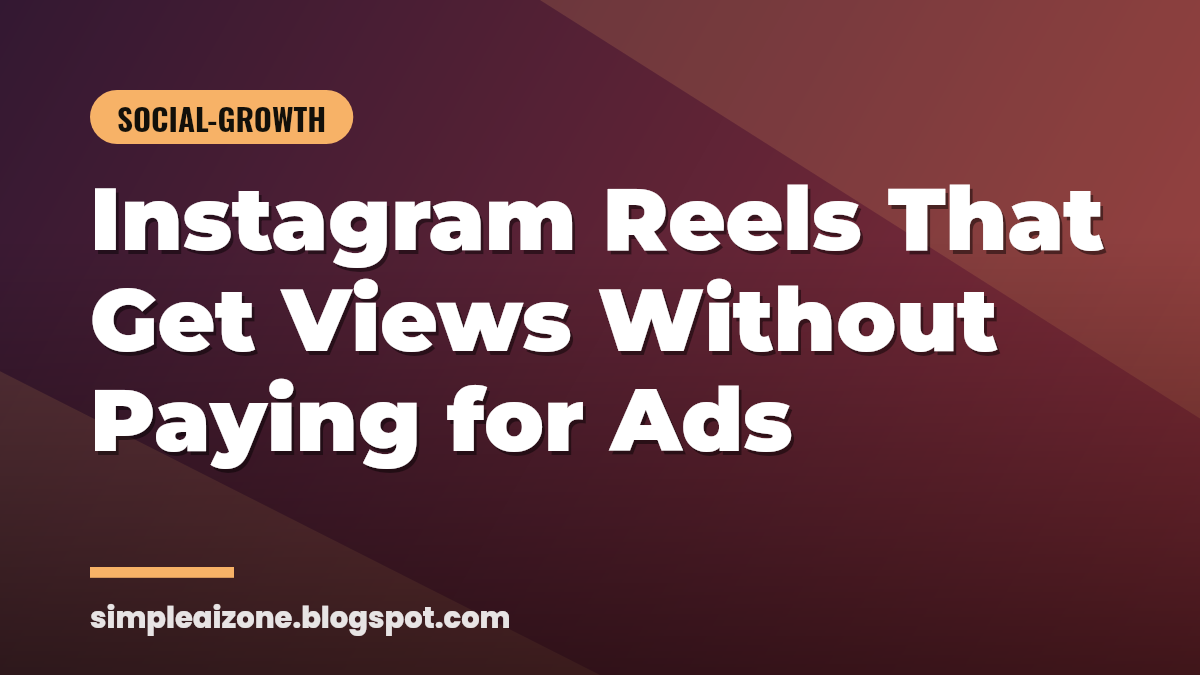 SOCIAL-GROWTH
Instagram Reels That
Get Views Without
Paying for Ads
simpleaizone.blogspot.com